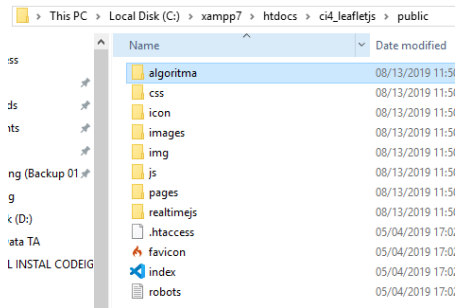 This PC > Local Disk (C:) > xampp7 > htdocs > ci4_leafletjs > public
Name Date modified
ess
algoritma 08/13/2019 11:50
css 08/13/2019 11:50
ds icon 08/13/2019 11:50
nts images 08/13/2019 11:50
img 08/13/2019 11:50
ng (Backup 01 js 08/13/2019 11:50
g pages 08/13/2019 11:50
k (D:) realtimejs 08/13/2019 11:50
ata TA .htaccess 05/04/2019 17:02
L INSTAL CODEIG favicon 05/04/2019 17:02
index 05/04/2019 17:02
robots 05/04/2019 17:02